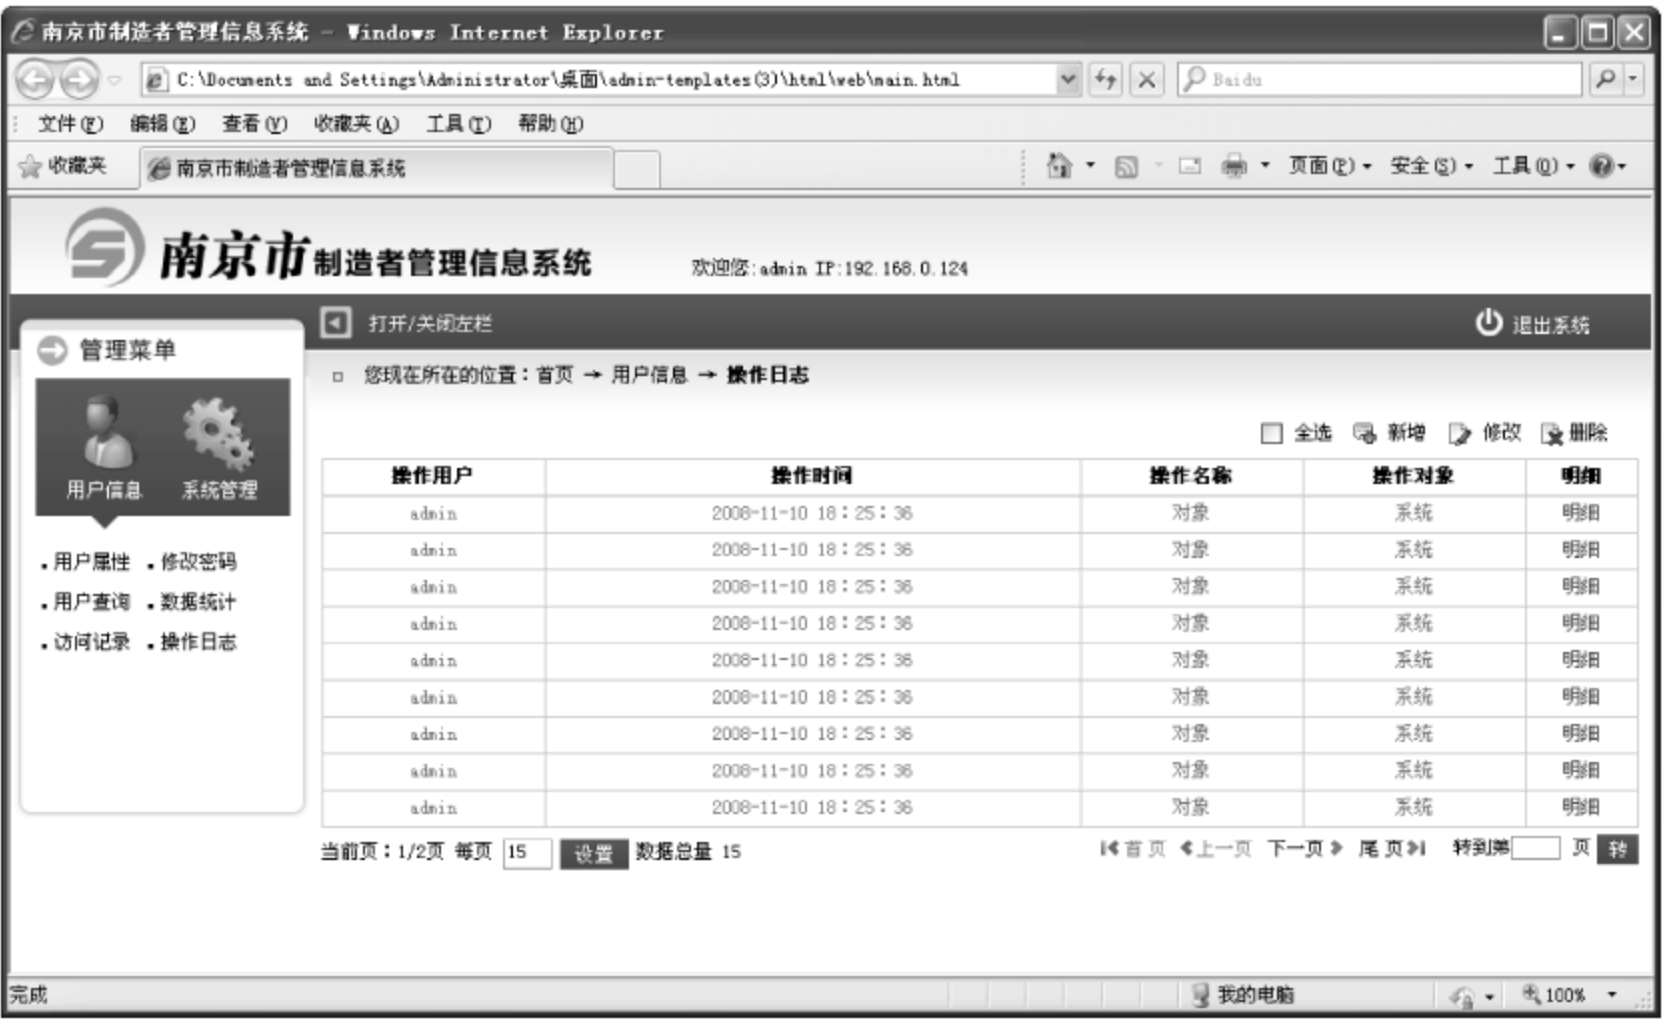 南京市制造者管理信息系统 - Windows Internet Explorer
C:\Documents and Settings\Administrator\桌面\admin-templates(3)\html\web\main.html Baidu
文件(F) 编辑(E) 查看(V) 收藏夹(A) 工具(T) 帮助(H)
收藏夹 南京市制造者管理信息系统 页面(P) 安全(S) 工具(O)
南京市制造者管理信息系统 欢迎您:admin IP:192.168.0.124
打开/关闭左栏 退出系统
管理菜单
用户信息 系统管理
用户属性 修改密码
用户查询 数据统计
访问记录 操作日志
您现在所在的位置：首页 → 用户信息 → 操作日志
全选 新增 修改 删除
操作用户 操作时间 操作名称 操作对象 明细
admin 2008-11-10 18：25：36 对象 系统 明细
admin 2008-11-10 18：25：36 对象 系统 明细
admin 2008-11-10 18：25：36 对象 系统 明细
admin 2008-11-10 18：25：36 对象 系统 明细
admin 2008-11-10 18：25：36 对象 系统 明细
admin 2008-11-10 18：25：36 对象 系统 明细
admin 2008-11-10 18：25：36 对象 系统 明细
admin 2008-11-10 18：25：36 对象 系统 明细
admin 2008-11-10 18：25：36 对象 系统 明细
当前页：1/2页 每页 15 设置 数据总量 15 首页 上一页 下一页 尾页 转到第 页 转
完成 我的电脑 100%